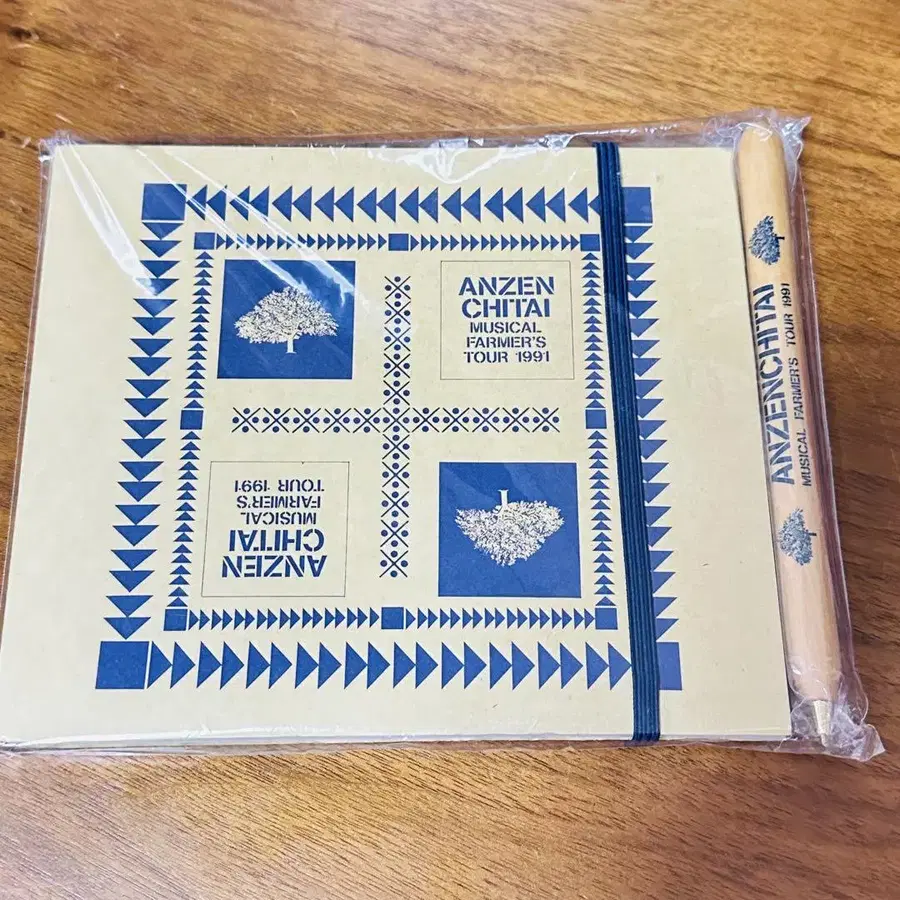 ANZEN
CHITAI
MUSICAL
FARMER'S
TOUR 1991
ANZEN
CHITAI
MUSICAL
FARMER'S
TOUR 1991
ANZENCHITAI
MUSICAL FARMER'S TOUR 1991